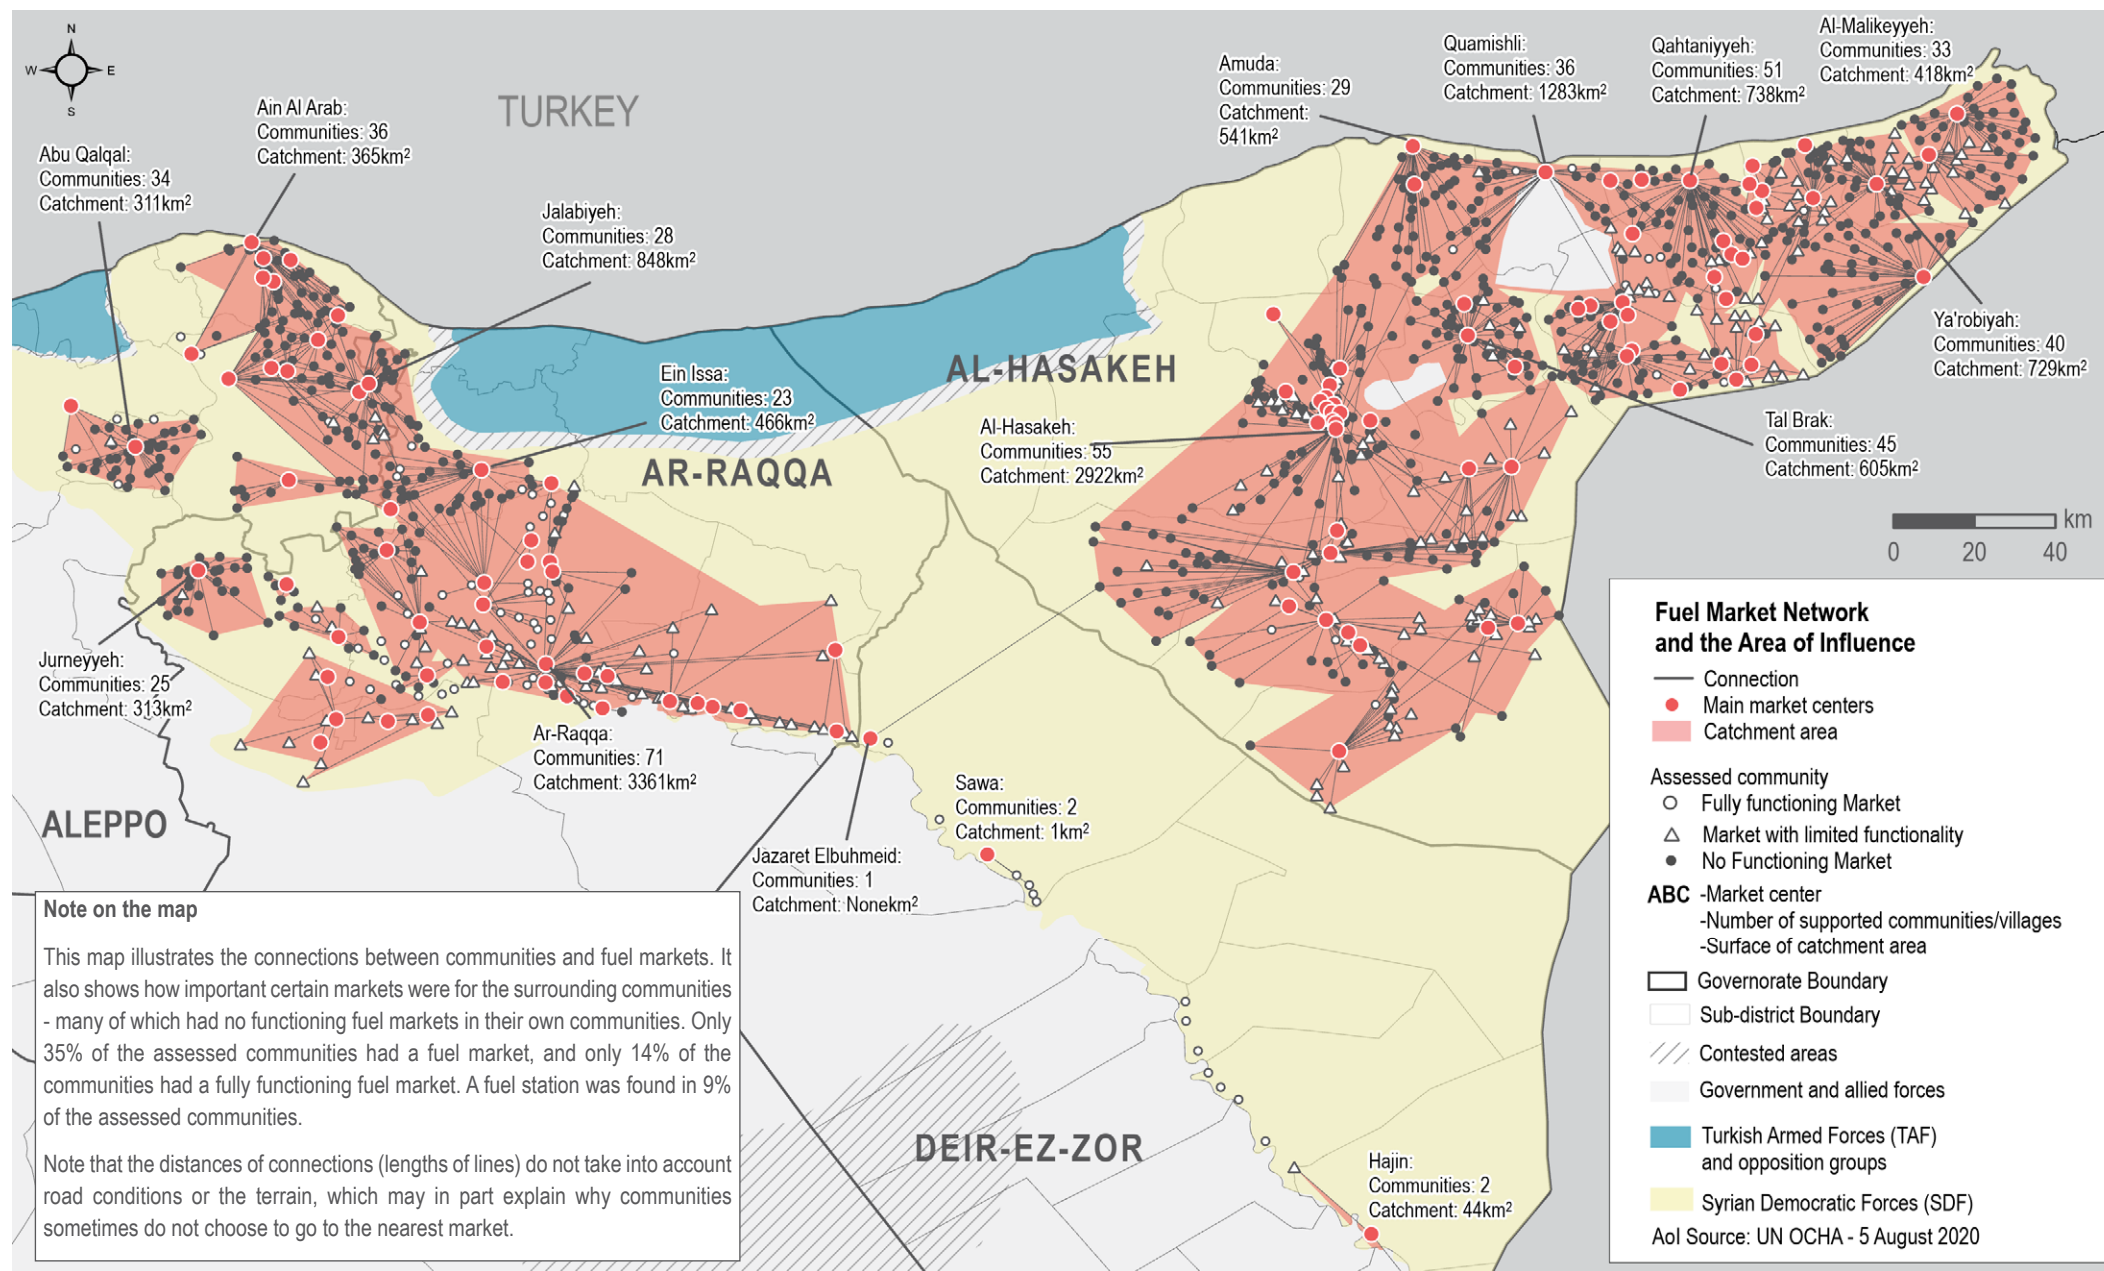 N
W
E
S
TURKEY
Ain Al Arab:
Communities: 36
Catchment: 365km²
Abu Qalqal:
Communities: 34
Catchment: 311km²
Jalabiyeh:
Communities: 28
Catchment: 848km²
Ein Issa:
Communities: 23
Catchment: 466km²
Amuda:
Communities: 29
Catchment:
541km²
Quamishli:
Communities: 36
Catchment: 1283km²
Qahtaniyyeh:
Communities: 51
Catchment: 738km²
Al-Malikeyyeh:
Communities: 33
Catchment: 418km²
Ya'robiyah:
Communities: 40
Catchment: 729km²
Tal Brak:
Communities: 45
Catchment: 605km²
AL-HASAKEH
Al-Hasakeh:
Communities: 55
Catchment: 2922km²
AR-RAQQA
Jurneyyeh:
Communities: 25
Catchment: 313km²
Ar-Raqqa:
Communities: 71
Catchment: 3361km²
ALEPPO
Sawa:
Communities: 2
Catchment: 1km²
Jazaret Elbuhmeid:
Communities: 1
Catchment: Nonekm²
DEIR-EZ-ZOR
Hajin:
Communities: 2
Catchment: 44km²
km
0 20 40
Note on the map
This map illustrates the connections between communities and fuel markets. It
also shows how important certain markets were for the surrounding communities
- many of which had no functioning fuel markets in their own communities. Only
35% of the assessed communities had a fuel market, and only 14% of the
communities had a fully functioning fuel market. A fuel station was found in 9%
of the assessed communities.
Note that the distances of connections (lengths of lines) do not take into account
road conditions or the terrain, which may in part explain why communities
sometimes do not choose to go to the nearest market.
Fuel Market Network
and the Area of Influence
Connection
Main market centers
Catchment area
Assessed community
Fully functioning Market
Market with limited functionality
No Functioning Market
ABC -Market center
-Number of supported communities/villages
-Surface of catchment area
Governorate Boundary
Sub-district Boundary
Contested areas
Government and allied forces
Turkish Armed Forces (TAF)
and opposition groups
Syrian Democratic Forces (SDF)
AoI Source: UN OCHA - 5 August 2020